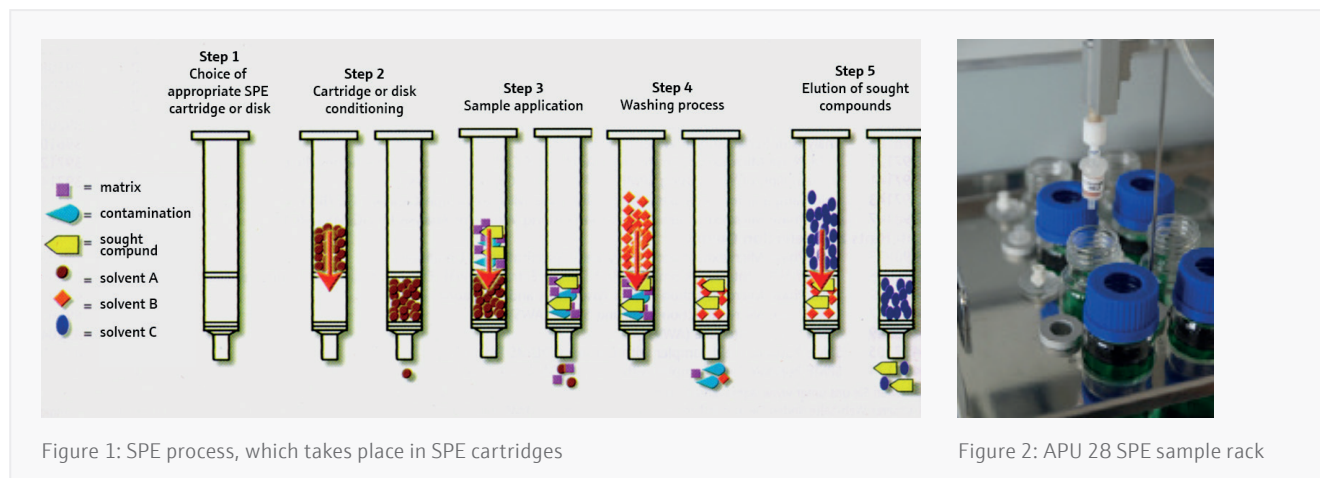 Step 1
Choice of
appropriate SPE
cartridge or disk
Step 2
Cartridge or disk
conditioning
Step 3
Sample application
Step 4
Washing process
Step 5
Elution of sought
compounds
= matrix
= contamination
= sought
compund
= solvent A
= solvent B
= solvent C
Figure 1: SPE process, which takes place in SPE cartridges
Figure 2: APU 28 SPE sample rack